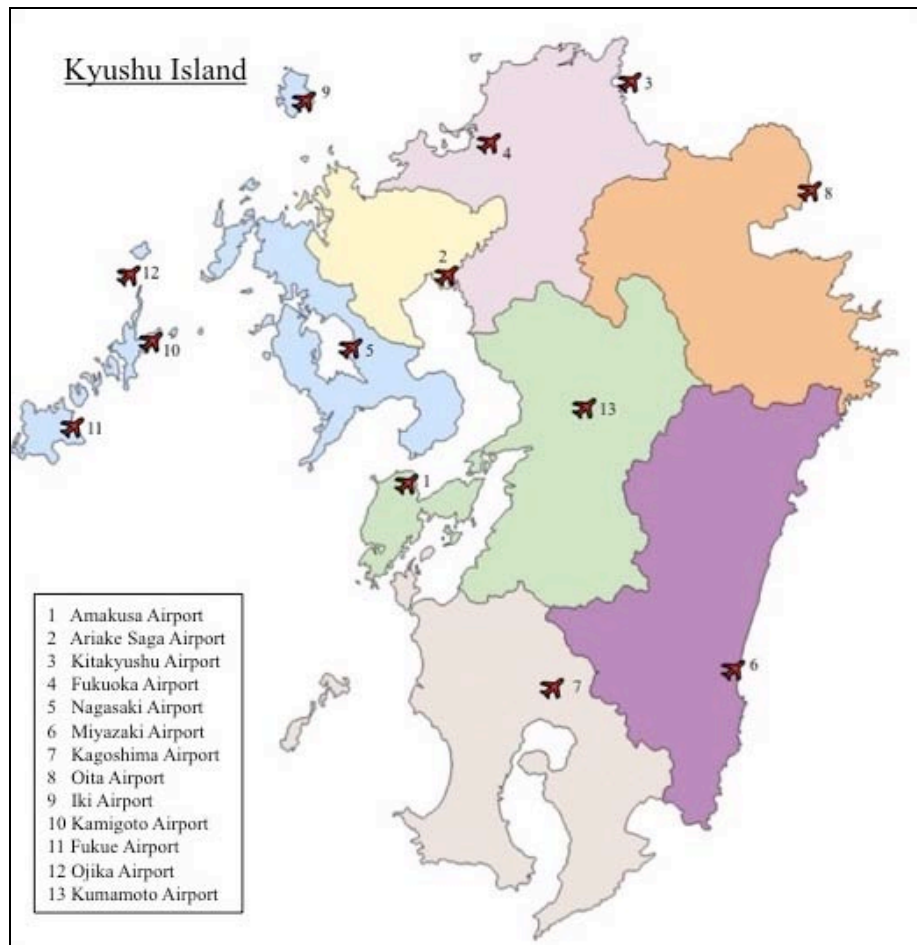 Kyushu Island
9
3
4
8
2
12
10
5
11
13
1
6
7
1 Amakusa Airport
2 Ariake Saga Airport
3 Kitakyushu Airport
4 Fukuoka Airport
5 Nagasaki Airport
6 Miyazaki Airport
7 Kagoshima Airport
8 Oita Airport
9 Iki Airport
10 Kamigoto Airport
11 Fukue Airport
12 Ojika Airport
13 Kumamoto Airport